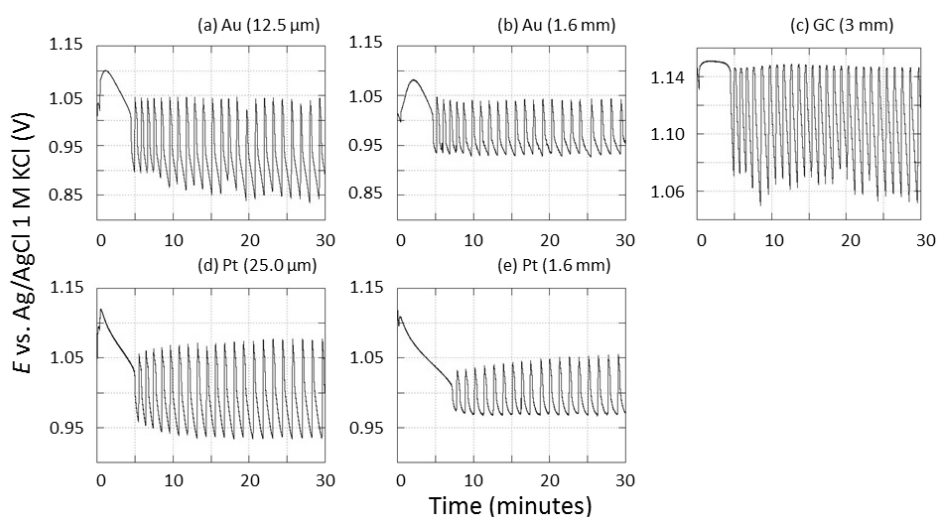 (a) Au (12.5 µm)
(b) Au (1.6 mm)
(c) GC (3 mm)
E vs. Ag/AgCl 1 M KCl (V)
1.15
1.05
0.95
0.85
0 10 20 30
1.15
1.05
0.95
0.85
0 10 20 30
1.14
1.10
1.06
0 10 20 30
(d) Pt (25.0 µm)
(e) Pt (1.6 mm)
1.15
1.05
0.95
0 10 20 30
1.15
1.05
0.95
0 10 20 30
Time (minutes)